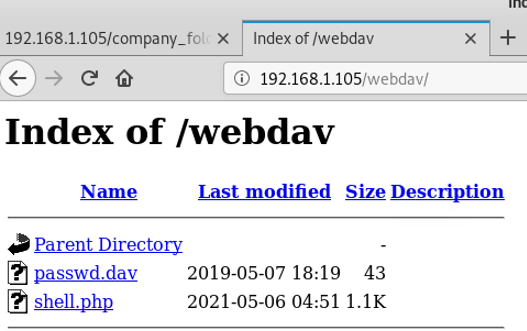 Ind
192.168.1.105/company_fol
Index of /webdav
192.168.1.105/webdav/
Index of /webdav
Name Last modified Size Description
Parent Directory -
passwd.dav 2019-05-07 18:19 43
shell.php 2021-05-06 04:51 1.1K